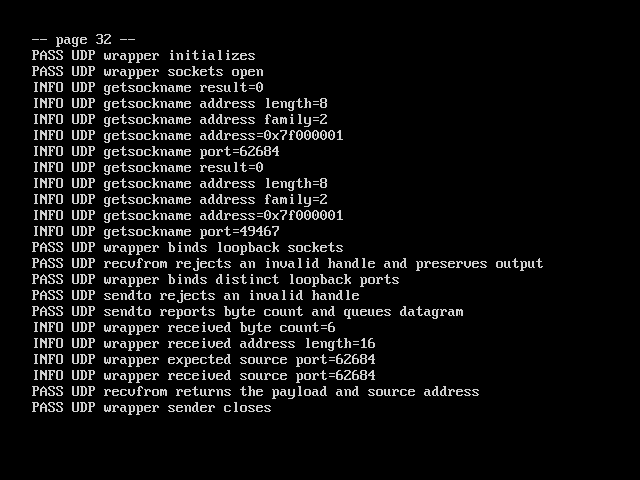 -- page 32 --
PASS UDP wrapper initializes
PASS UDP wrapper sockets open
INFO UDP getsockname result=0
INFO UDP getsockname address length=8
INFO UDP getsockname address family=2
INFO UDP getsockname address=0x7f000001
INFO UDP getsockname port=62684
INFO UDP getsockname result=0
INFO UDP getsockname address length=8
INFO UDP getsockname address family=2
INFO UDP getsockname address=0x7f000001
INFO UDP getsockname port=49467
PASS UDP wrapper binds loopback sockets
PASS UDP recvfrom rejects an invalid handle and preserves output
PASS UDP wrapper binds distinct loopback ports
PASS UDP sendto rejects an invalid handle
PASS UDP sendto reports byte count and queues datagram
INFO UDP wrapper received byte count=6
INFO UDP wrapper received address length=16
INFO UDP wrapper expected source port=62684
INFO UDP wrapper received source port=62684
PASS UDP recvfrom returns the payload and source address
PASS UDP wrapper sender closes